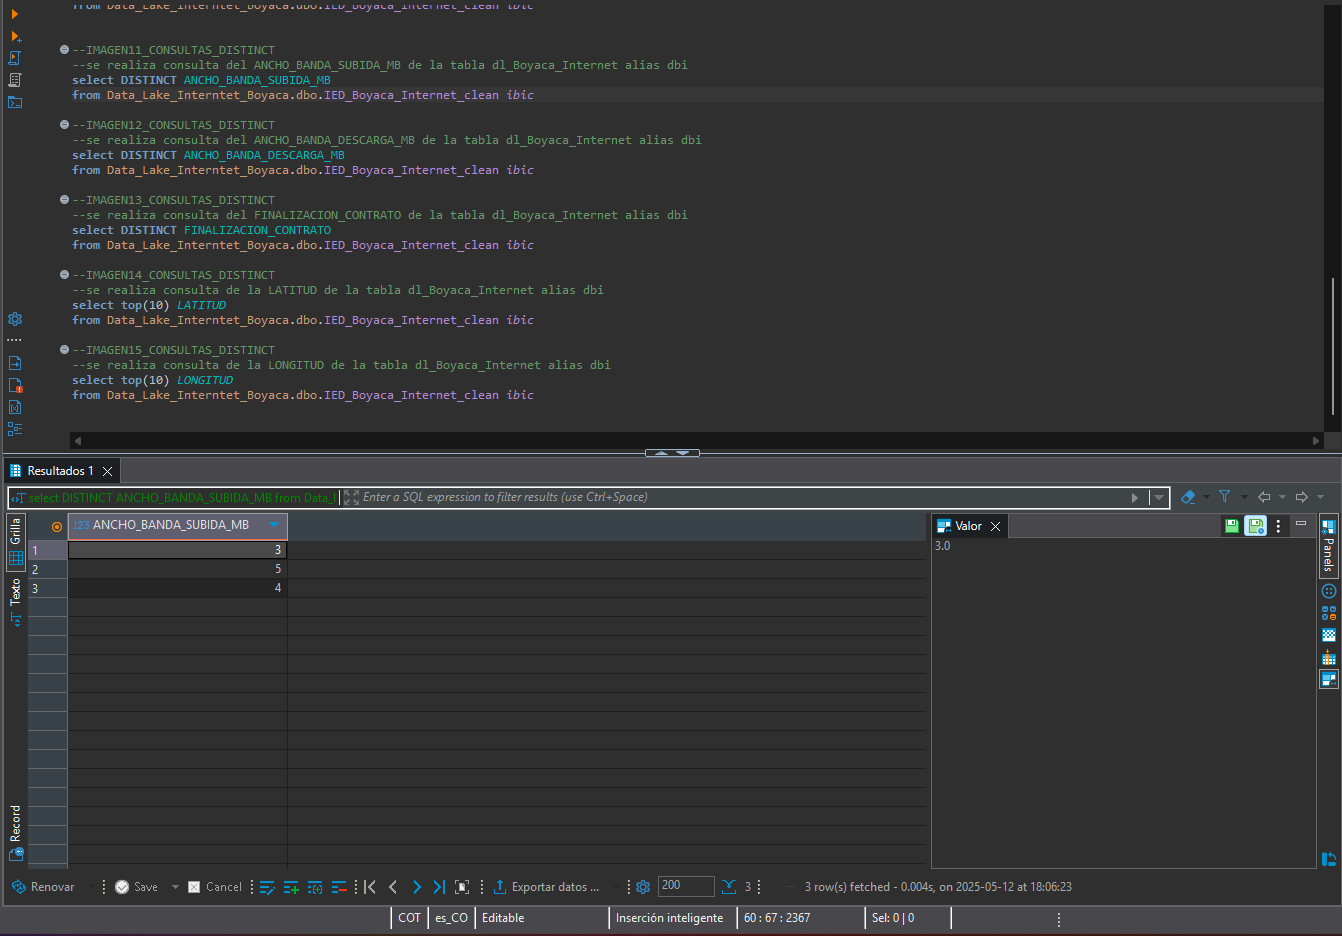 from Data_Lake_Interntet_Boyaca.dbo.IED_Boyaca_Internet_clean ibic
--IMAGEN11_CONSULTAS_DISTINCT
--se realiza consulta del ANCHO_BANDA_SUBIDA_MB de la tabla dl_Boyaca_Internet alias dbi
select DISTINCT ANCHO_BANDA_SUBIDA_MB
from Data_Lake_Interntet_Boyaca.dbo.IED_Boyaca_Internet_clean ibic
--IMAGEN12_CONSULTAS_DISTINCT
--se realiza consulta del ANCHO_BANDA_DESCARGA_MB de la tabla dl_Boyaca_Internet alias dbi
select DISTINCT ANCHO_BANDA_DESCARGA_MB
from Data_Lake_Interntet_Boyaca.dbo.IED_Boyaca_Internet_clean ibic
--IMAGEN13_CONSULTAS_DISTINCT
--se realiza consulta del FINALIZACION_CONTRATO de la tabla dl_Boyaca_Internet alias dbi
select DISTINCT FINALIZACION_CONTRATO
from Data_Lake_Interntet_Boyaca.dbo.IED_Boyaca_Internet_clean ibic
--IMAGEN14_CONSULTAS_DISTINCT
--se realiza consulta de la LATITUD de la tabla dl_Boyaca_Internet alias dbi
select top(10) LATITUD
from Data_Lake_Interntet_Boyaca.dbo.IED_Boyaca_Internet_clean ibic
--IMAGEN15_CONSULTAS_DISTINCT
--se realiza consulta de la LONGITUD de la tabla dl_Boyaca_Internet alias dbi
select top(10) LONGITUD
from Data_Lake_Interntet_Boyaca.dbo.IED_Boyaca_Internet_clean ibic
Resultados 1
select DISTINCT ANCHO_BANDA_SUBIDA_MB from Data_ Enter a SQL expression to filter results (use Ctrl+Space)
Grilla
Texto
Record
123 ANCHO_BANDA_SUBIDA_MB
1 3
2 5
3 4
Valor
3.0
Panels
Renovar Save Cancel Exportar datos ... 200 3 3 row(s) fetched - 0.004s, on 2025-05-12 at 18:06:23
COT es_CO Editable Inserción inteligente 60 : 67 : 2367 Sel: 0 | 0